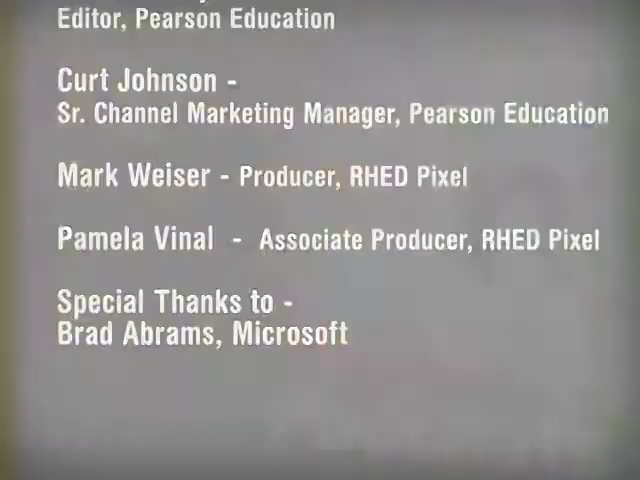 Editor, Pearson Education
Curt Johnson -
Sr. Channel Marketing Manager, Pearson Education
Mark Weiser - Producer, RHED Pixel
Pamela Vinal - Associate Producer, RHED Pixel
Special Thanks to -
Brad Abrams, Microsoft